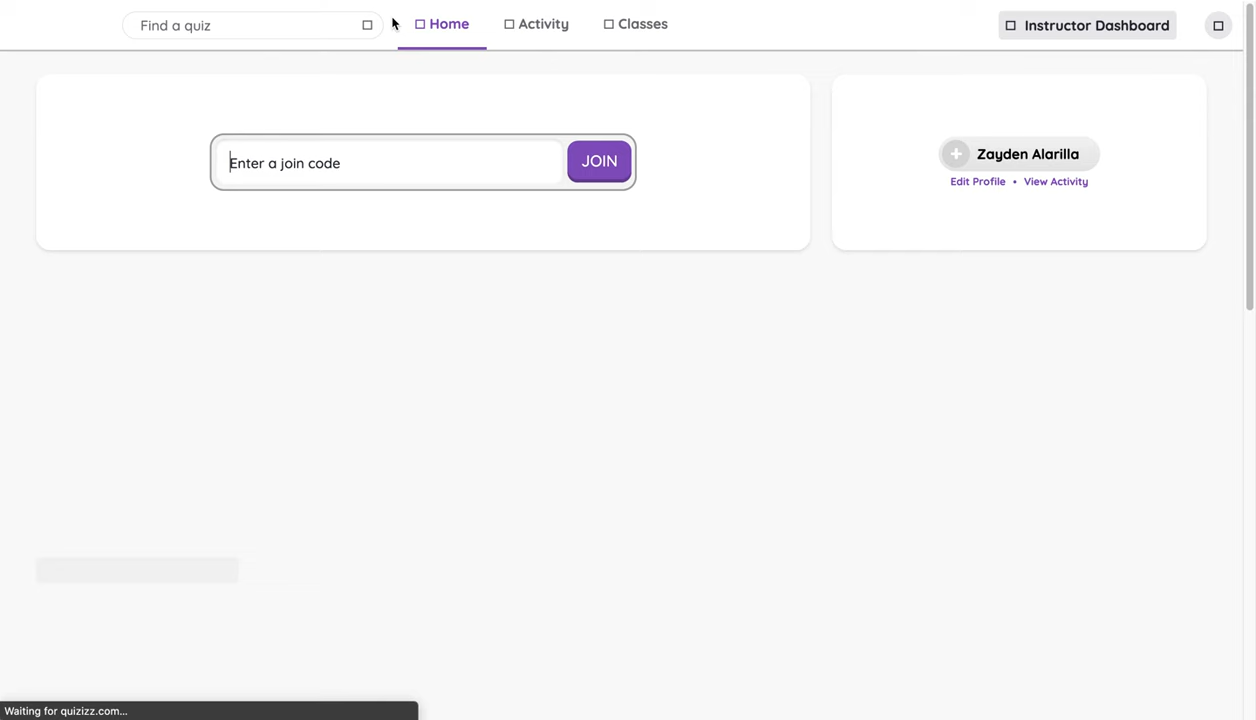 Find a quiz
Home
Activity
Classes
Instructor Dashboard
Enter a join code
JOIN
Zayden Alarilla
Edit Profile • View Activity
Waiting for quizizz.com...